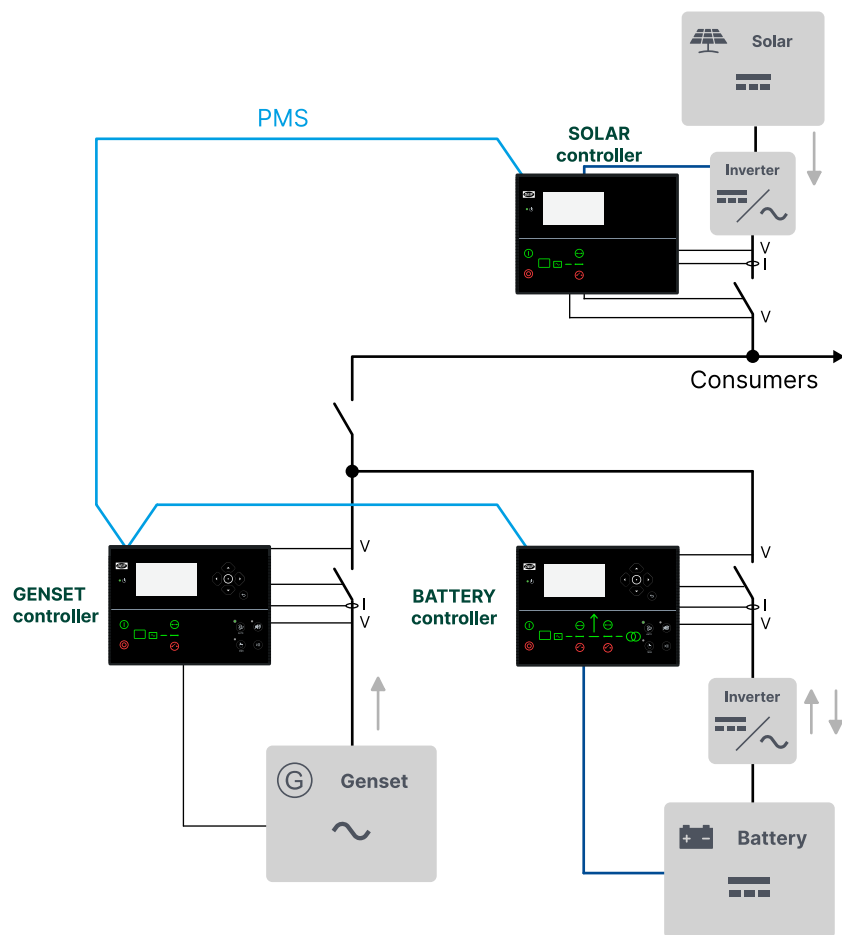 Solar
PMS
SOLAR
controller
Inverter
V
I
V
Consumers
V
GENSET
controller
I
V
BATTERY
controller
V
I
V
Inverter
G
Genset
Battery